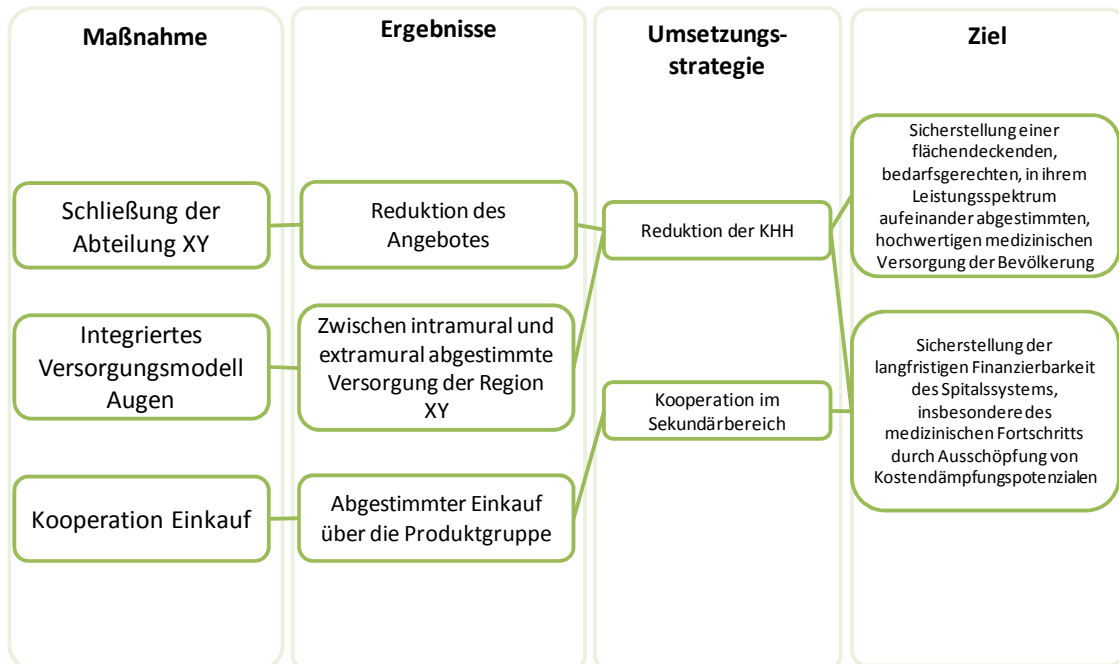 Maßnahme
Ergebnisse
Umsetzungs-
strategie
Ziel
Schließung der
Abteilung XY
Reduktion des
Angebotes
Reduktion der KHH
Sicherstellung einer
flächendeckenden,
bedarfsgerechten, in ihrem
Leistungsspektrum
aufeinander abgestimmten,
hochwertigen medizinischen
Versorgung der Bevölkerung
Integriertes
Versorgungsmodell
Augen
Zwischen intramural und
extramural abgestimmte
Versorgung der Region
XY
Kooperation im
Sekundärbereich
Sicherstellung der
langfristigen Finanzierbarkeit
des Spitalssystems,
insbesondere des
medizinischen Fortschritts
durch Ausschöpfung von
Kostendämpfungspotenzialen
Kooperation Einkauf
Abgestimmter Einkauf
über die Produktgruppe